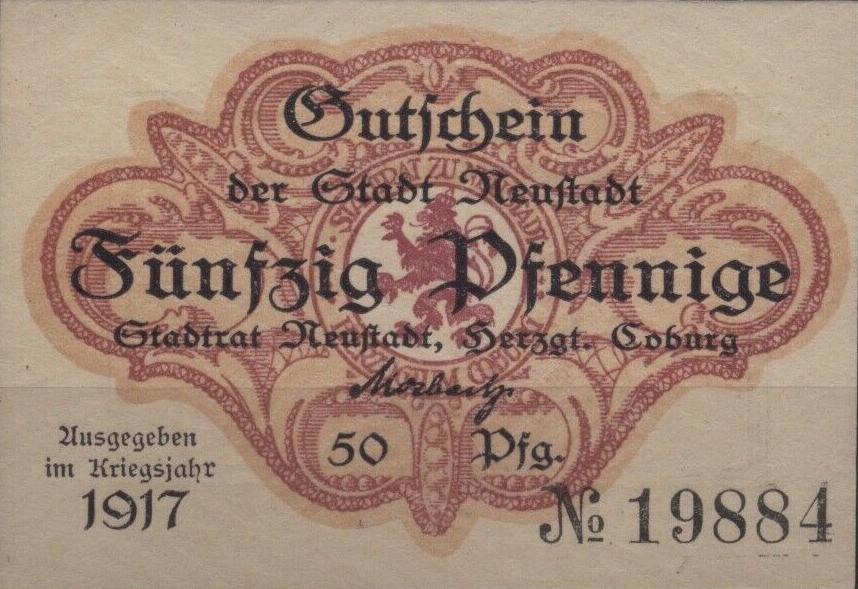 Gutschein
der Stadt Neustadt
Fünfzig Pfennige
Stadtrat Neustadt, Herzgt. Coburg
50 Pfg.
Ausgegeben
im Kriegsjahr
1917
№ 19884